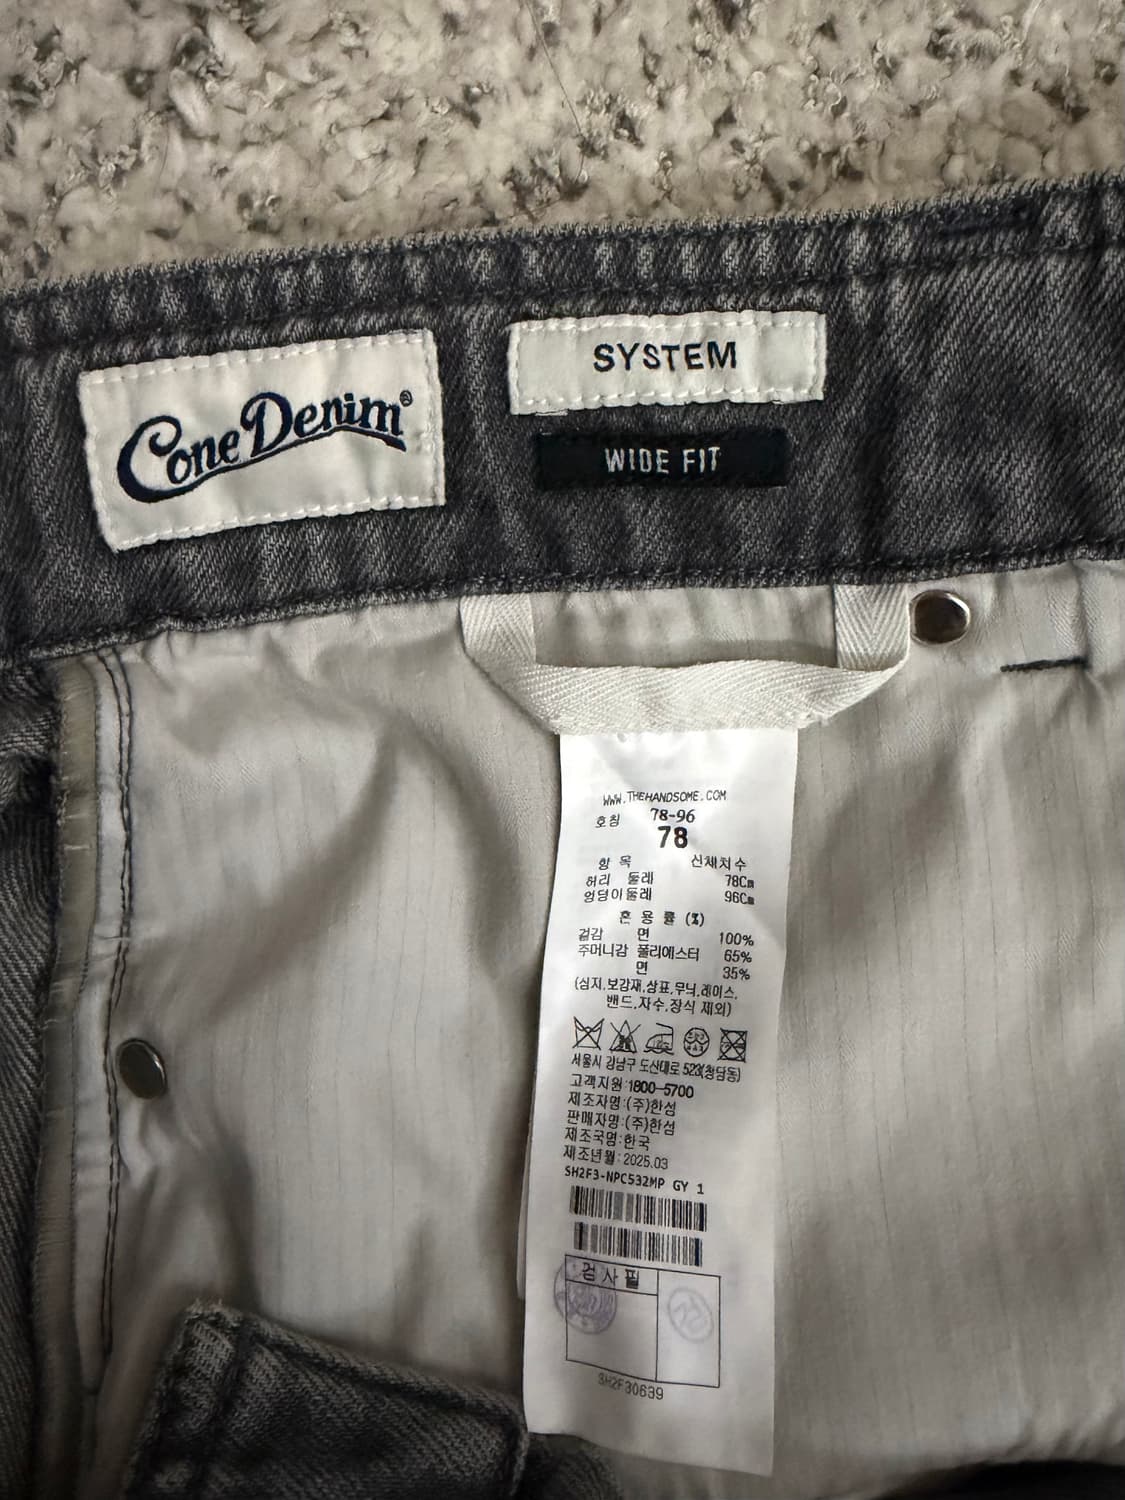 Cone Denim®
SYSTEM
WIDE FIT
WWW.THEHANDSOME.COM
호칭 78-96
78
항 목 신체치수
허리 둘레 78Cm
엉덩이둘레 96Cm
혼 용 률 (%)
겉감 면 100%
주머니감 폴리에스터 65%
면 35%
(심지,보강재,상표,무늬,레이스,
밴드,자수,장식 제외)
서울시 강남구 도산대로 523(청담동)
고객지원:1800-5700
제조자명:(주)한섬
판매자명:(주)한섬
제조국명:한국
제조년월:2025.03
SH2F3-NPC532MP GY 1
검 사 필
SH2F30639